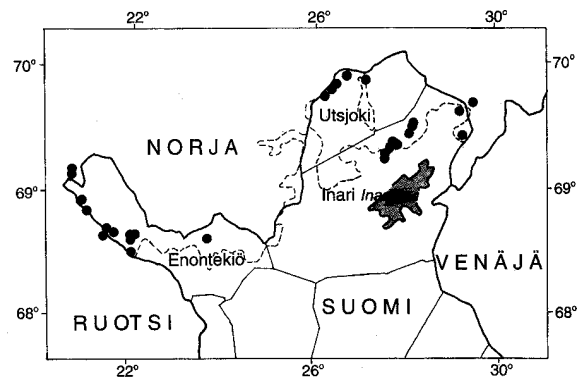 22° 26° 30°
70° 70°
Utsjoki
NORJA
69° Inari 69°
Enontekiö
VENÄJÄ
68° RUOTSI SUOMI 68°
22° 26° 30°